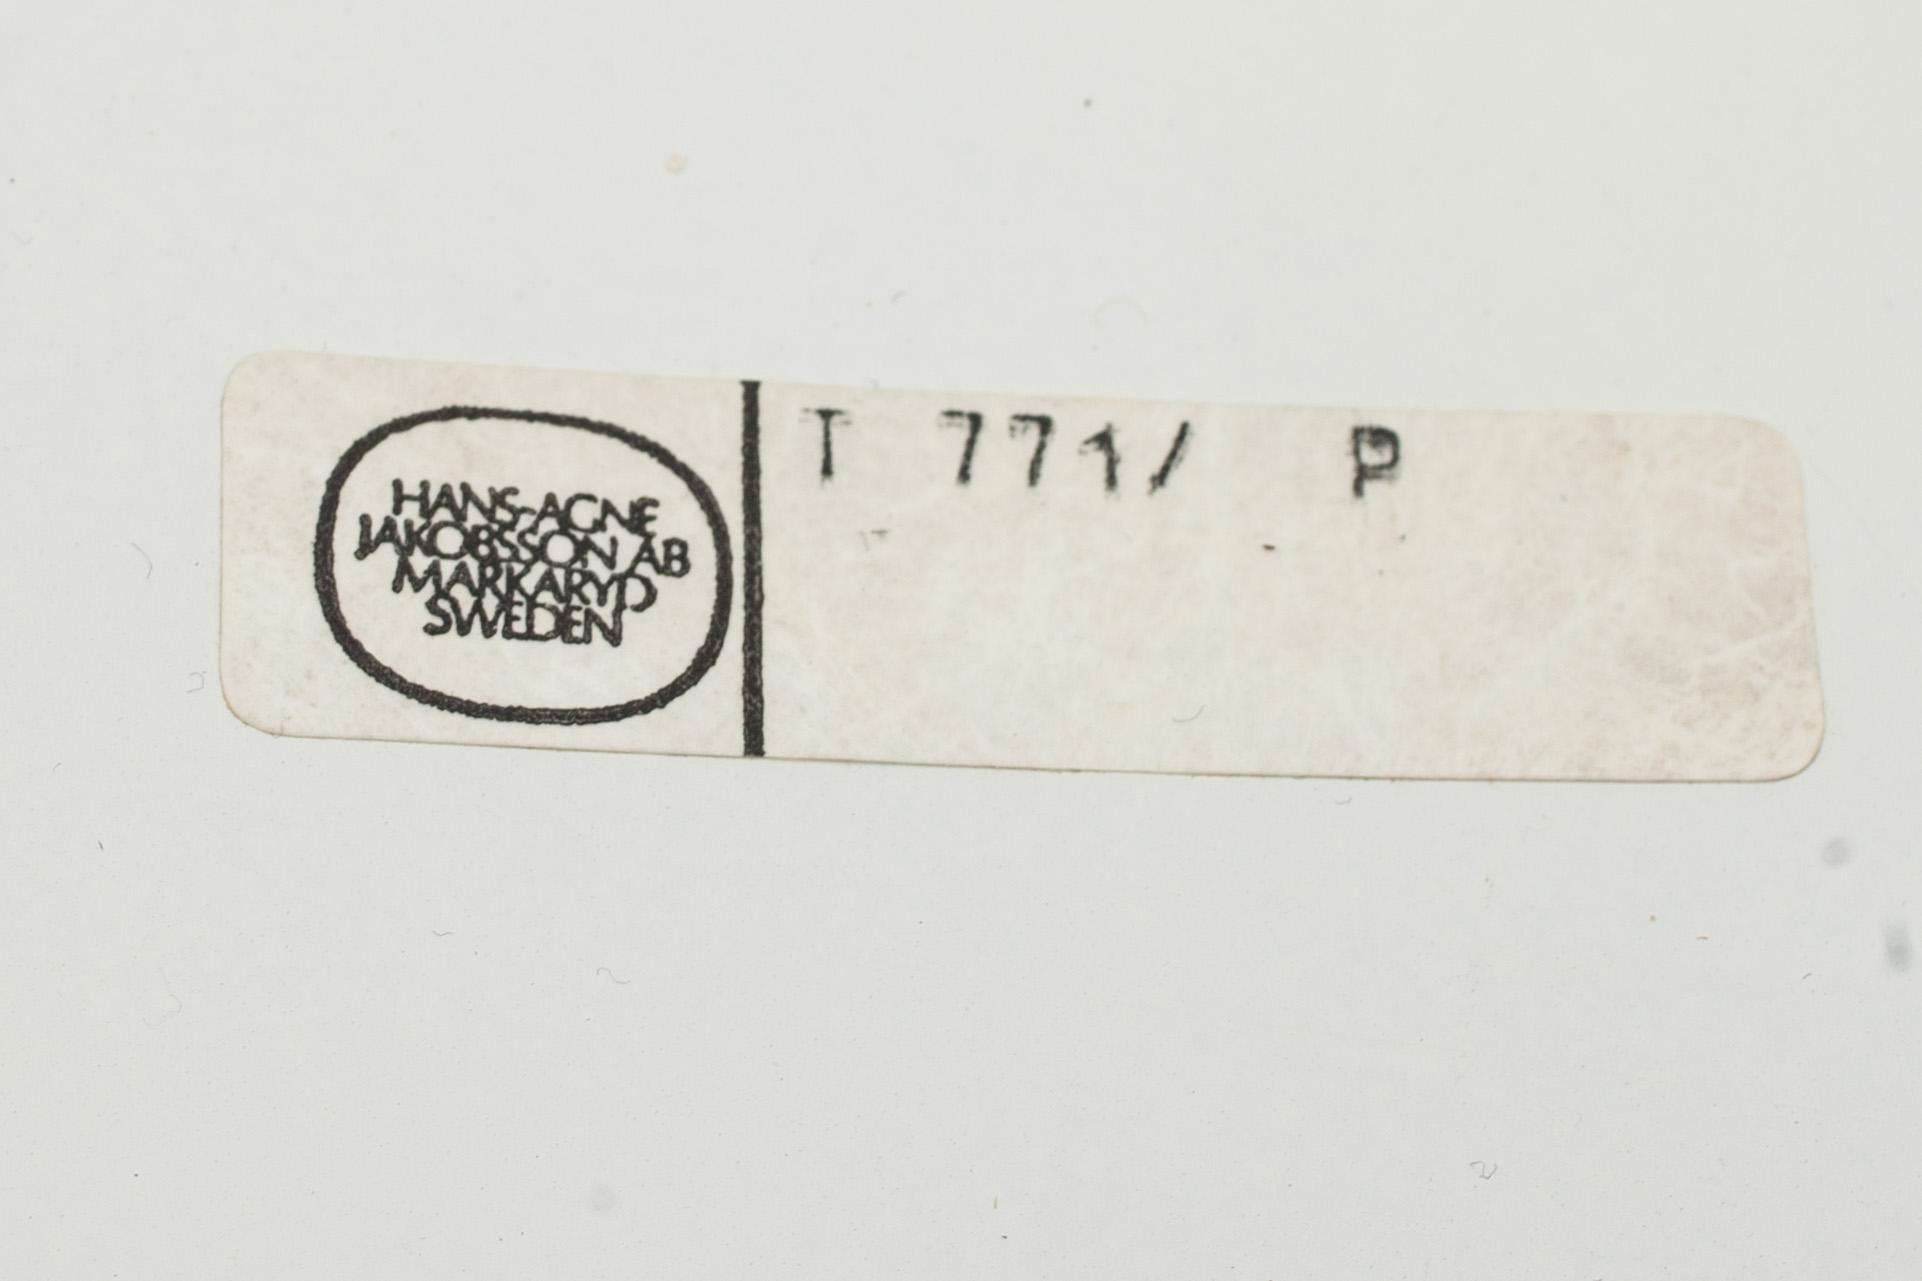 HANS-AGNE
JAKOBSSON AB
MARKARYD
SWEDEN
T 771/ P